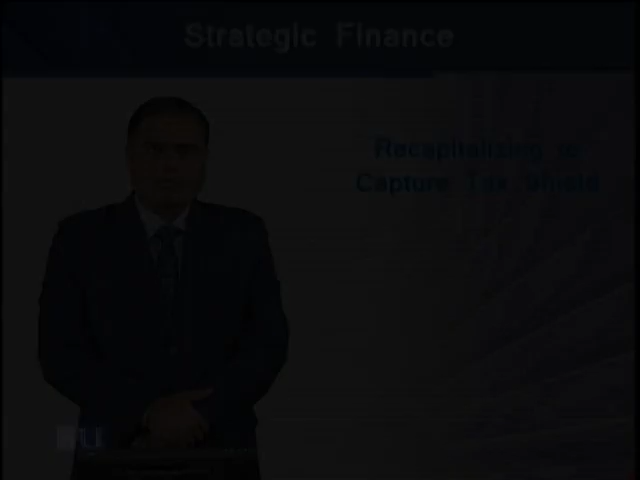 Strategic Finance
Recapitalizing to
Capture Tax Shield